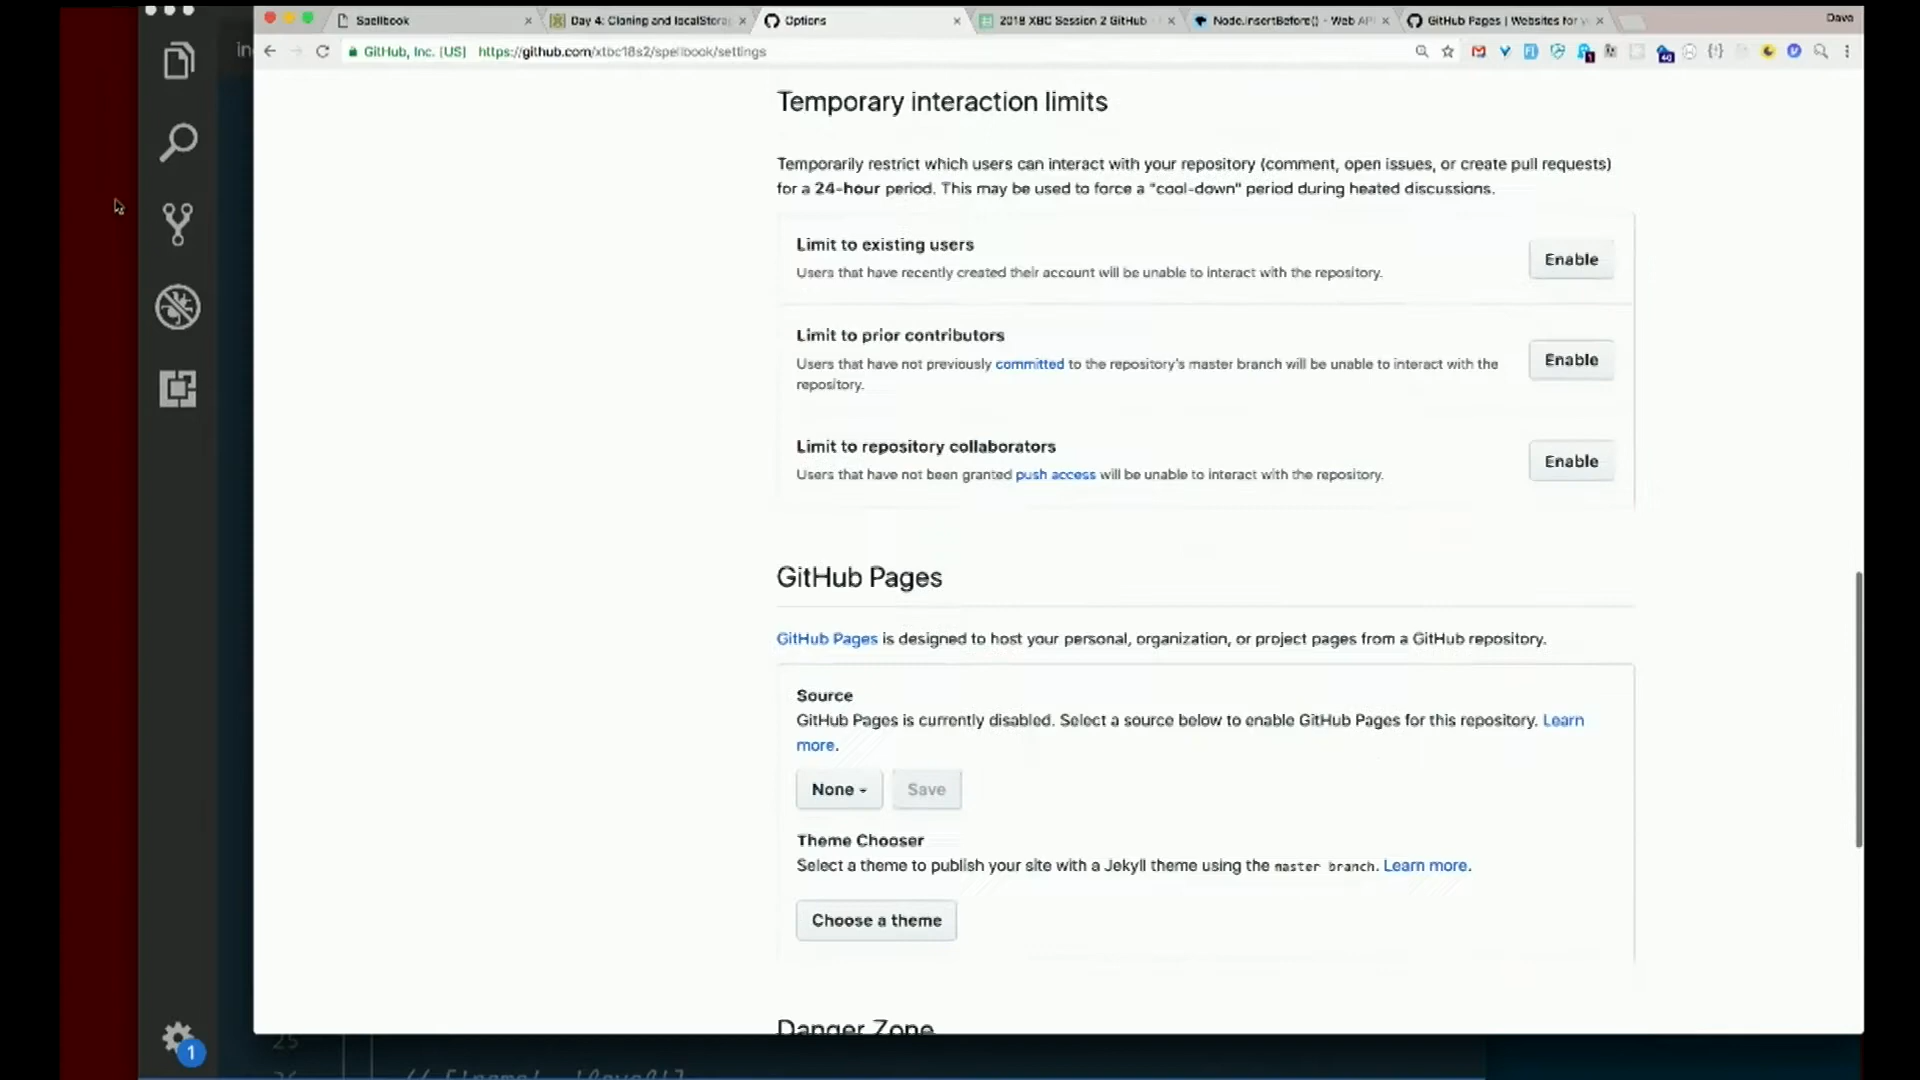 Spellbook
Day 4: Cloning and localStora
Options
2018 XBC Session 2 GitHub
Node.insertBefore() - Web API
GitHub Pages | Websites for y
Dave
in
GitHub, Inc. [US] https://github.com/xtbc18s2/spellbook/settings
Temporary interaction limits
Temporarily restrict which users can interact with your repository (comment, open issues, or create pull requests)
for a 24-hour period. This may be used to force a "cool-down" period during heated discussions.
Limit to existing users
Users that have recently created their account will be unable to interact with the repository.
Enable
Limit to prior contributors
Users that have not previously committed to the repository's master branch will be unable to interact with the
repository.
Enable
Limit to repository collaborators
Users that have not been granted push access will be unable to interact with the repository.
Enable
GitHub Pages
GitHub Pages is designed to host your personal, organization, or project pages from a GitHub repository.
Source
GitHub Pages is currently disabled. Select a source below to enable GitHub Pages for this repository. Learn
more.
None Save
Theme Chooser
Select a theme to publish your site with a Jekyll theme using the master branch. Learn more.
Choose a theme
Danger Zone
1
25